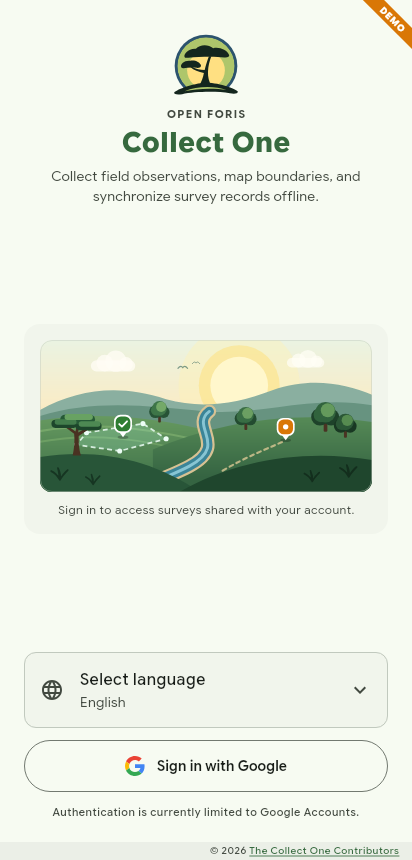 DEMO
OPEN FORIS
Collect One
Collect field observations, map boundaries, and
synchronize survey records offline.
Sign in to access surveys shared with your account.
Select language
English
Sign in with Google
Authentication is currently limited to Google Accounts.
© 2026 The Collect One Contributors